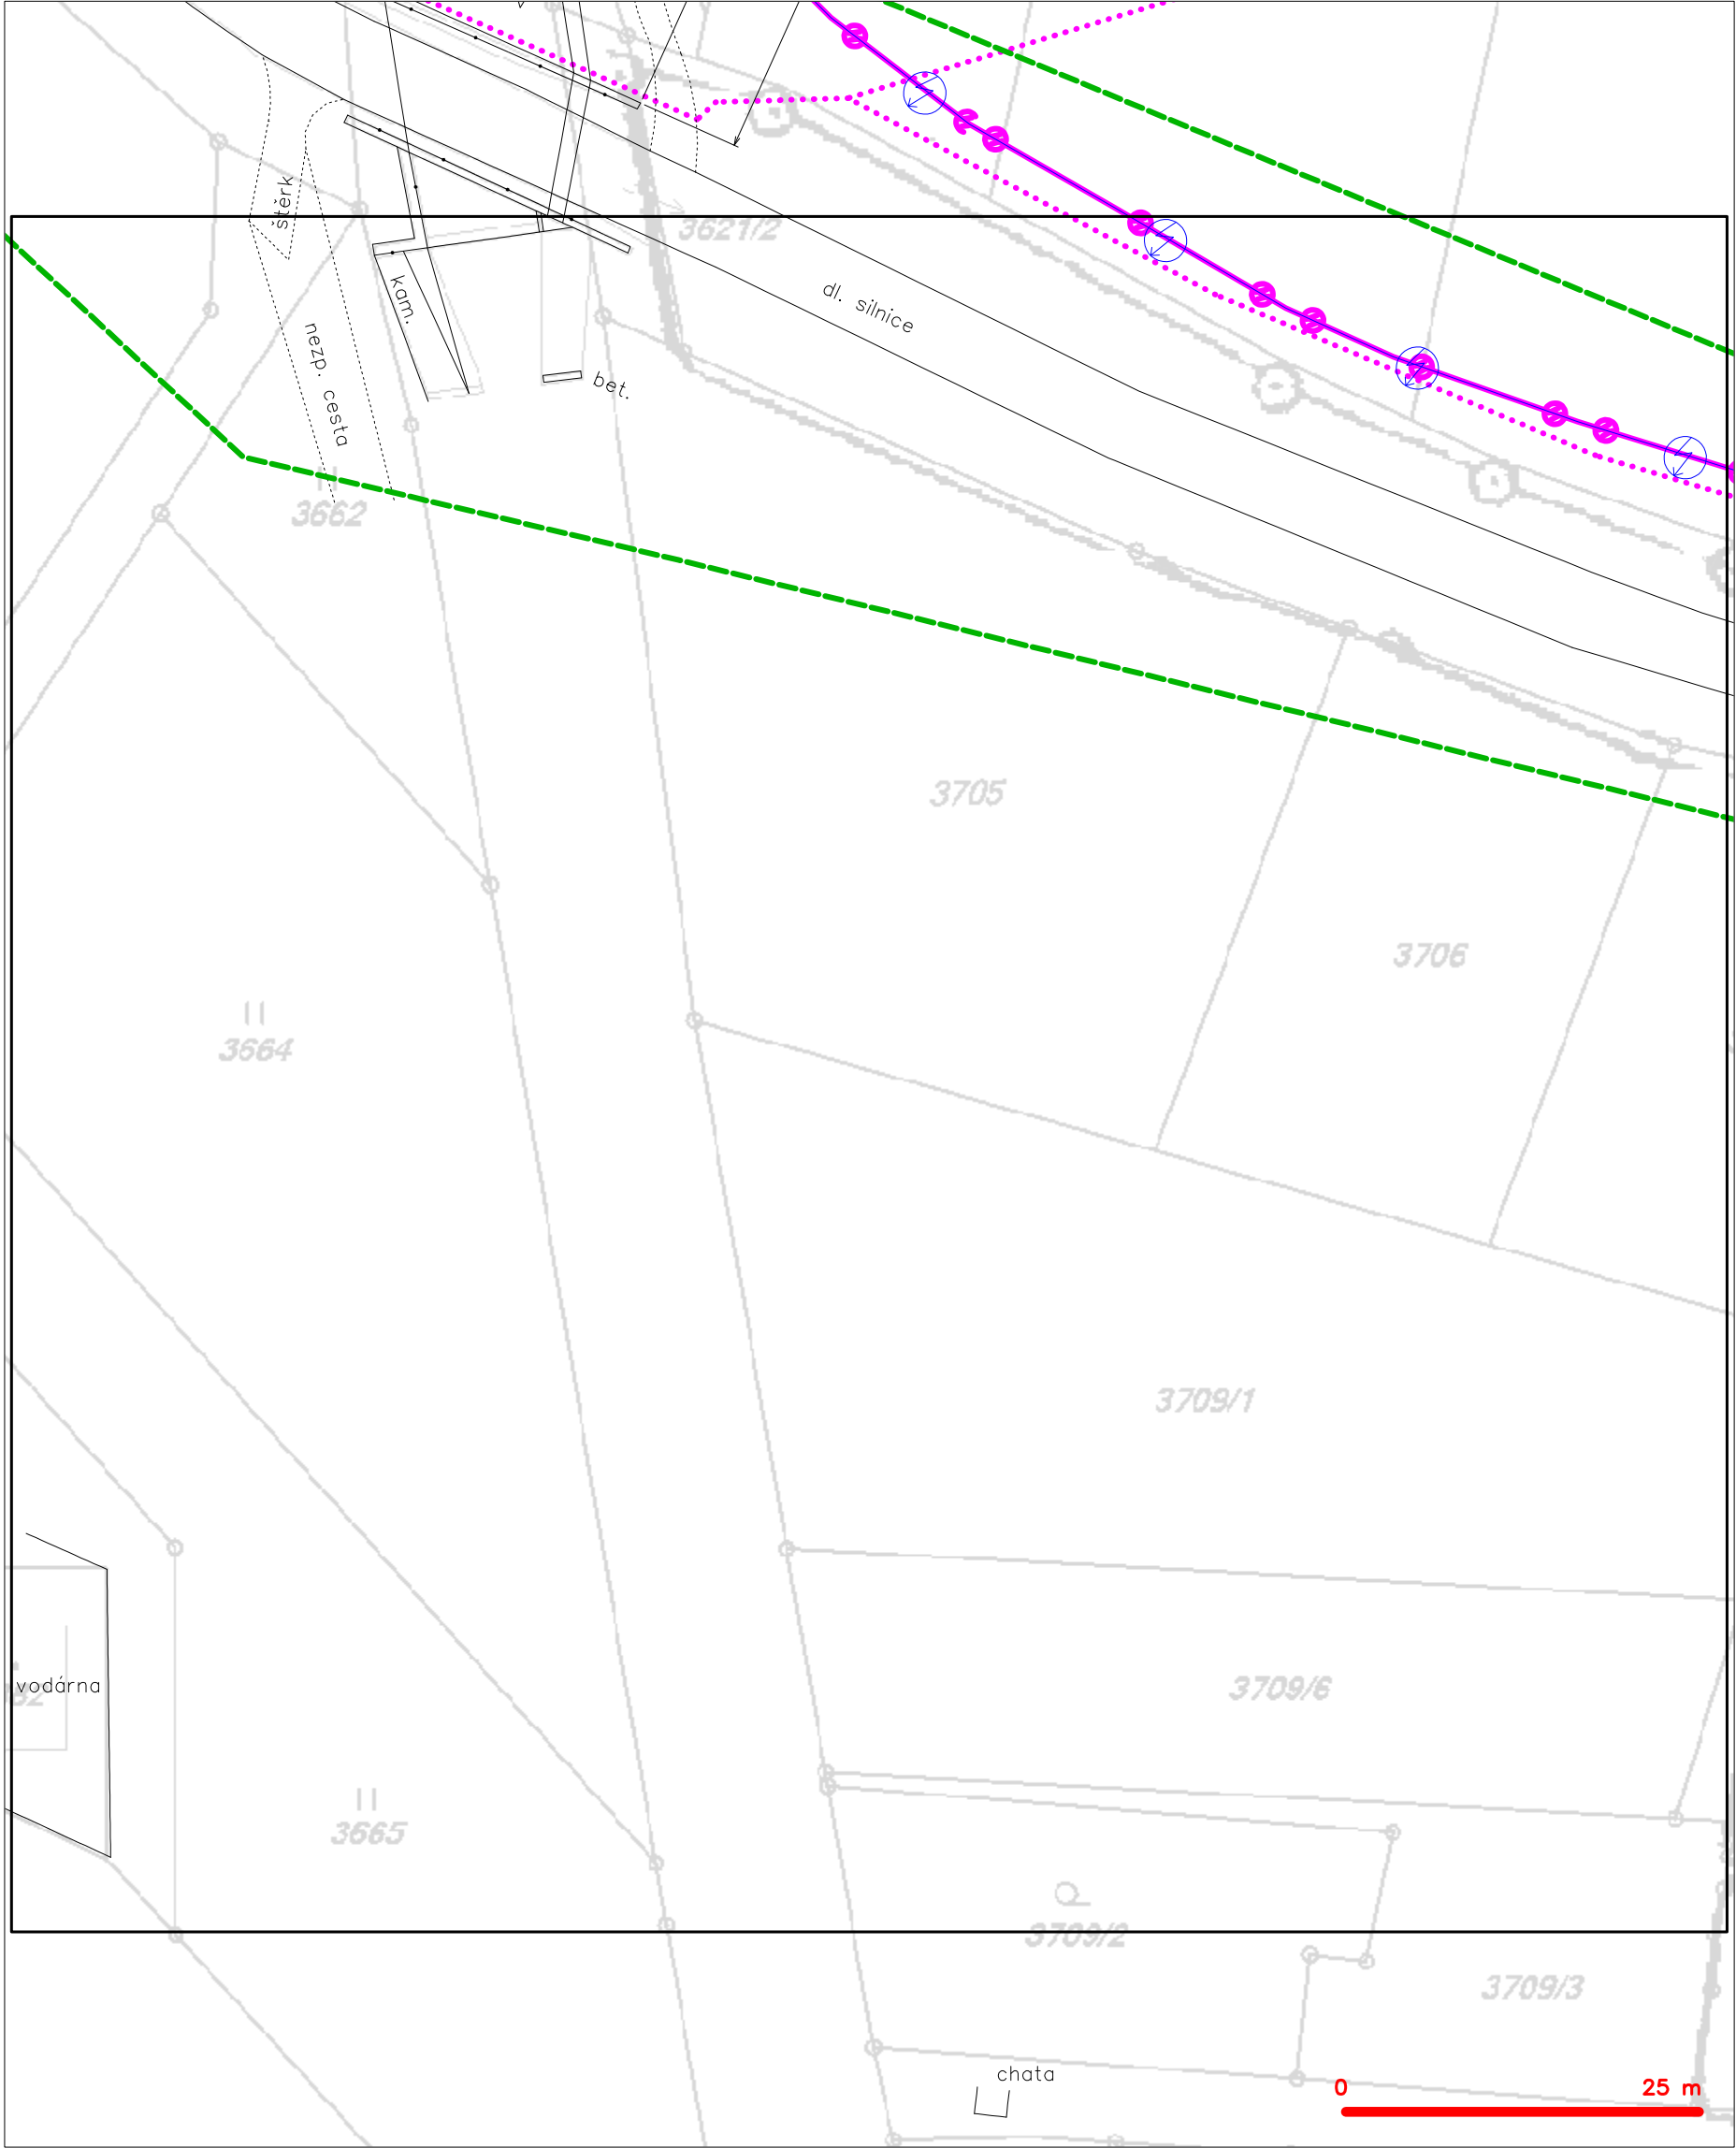 štěrk
3621/2
kam.
dl. silnice
nezp. cesta
bet.
3662
3705
3706
3664
3709/1
vodárna
3709/6
3665
3709/2
3709/3
chata
0 25 m